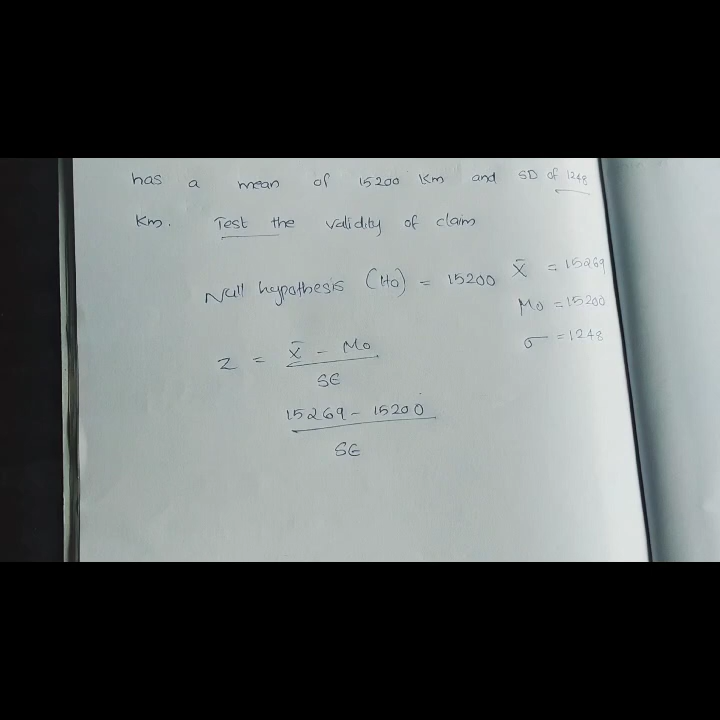 has a mean of 15200 Km and SD of 1248
Km. Test the validity of claim
Null hypothesis (Ho) = 15200
x̄ = 15269
Mo = 15200
σ = 1248
z = x̄ - Mo
SE
15269 - 15200
SE